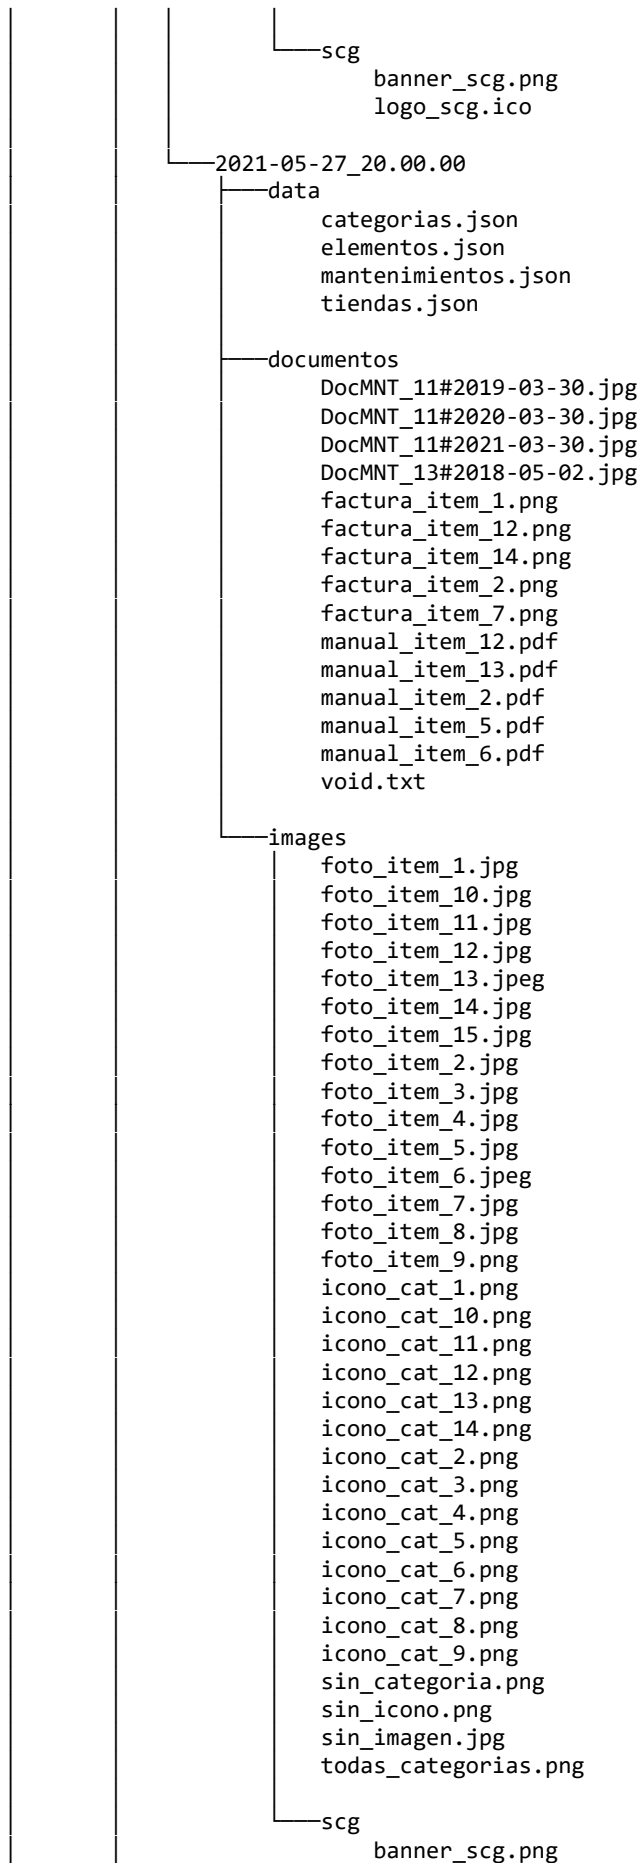 scg
banner_scg.png
logo_scg.ico
2021-05-27_20.00.00
data
categorias.json
elementos.json
mantenimientos.json
tiendas.json
documentos
DocMNT_11#2019-03-30.jpg
DocMNT_11#2020-03-30.jpg
DocMNT_11#2021-03-30.jpg
DocMNT_13#2018-05-02.jpg
factura_item_1.png
factura_item_12.png
factura_item_14.png
factura_item_2.png
factura_item_7.png
manual_item_12.pdf
manual_item_13.pdf
manual_item_2.pdf
manual_item_5.pdf
manual_item_6.pdf
void.txt
images
foto_item_1.jpg
foto_item_10.jpg
foto_item_11.jpg
foto_item_12.jpg
foto_item_13.jpeg
foto_item_14.jpg
foto_item_15.jpg
foto_item_2.jpg
foto_item_3.jpg
foto_item_4.jpg
foto_item_5.jpg
foto_item_6.jpeg
foto_item_7.jpg
foto_item_8.jpg
foto_item_9.png
icono_cat_1.png
icono_cat_10.png
icono_cat_11.png
icono_cat_12.png
icono_cat_13.png
icono_cat_14.png
icono_cat_2.png
icono_cat_3.png
icono_cat_4.png
icono_cat_5.png
icono_cat_6.png
icono_cat_7.png
icono_cat_8.png
icono_cat_9.png
sin_categoria.png
sin_icono.png
sin_imagen.jpg
todas_categorias.png
scg
banner_scg.png